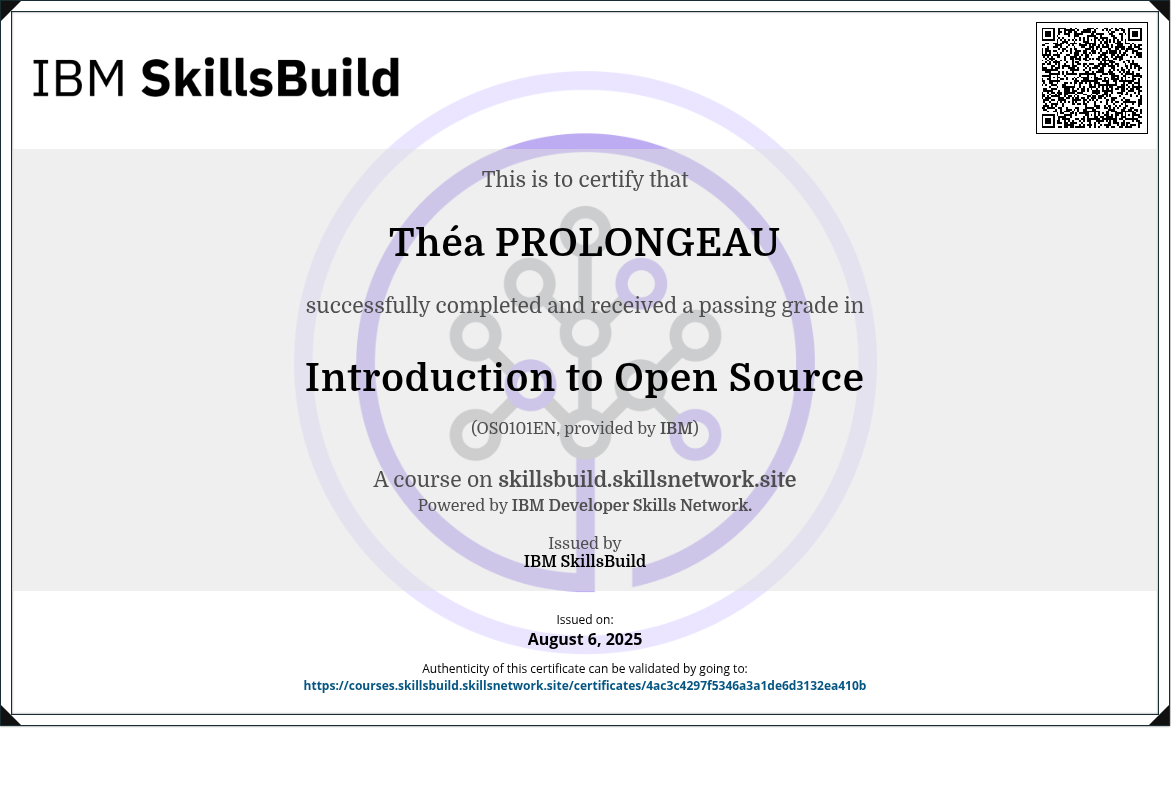 IBM SkillsBuild
This is to certify that
Théa PROLONGEAU
successfully completed and received a passing grade in
Introduction to Open Source
(OS0101EN, provided by IBM)
A course on skillsbuild.skillsnetwork.site
Powered by IBM Developer Skills Network.
Issued by
IBM SkillsBuild
Issued on:
August 6, 2025
Authenticity of this certificate can be validated by going to:
https://courses.skillsbuild.skillsnetwork.site/certificates/4ac3c4297f5346a3a1de6d3132ea410b